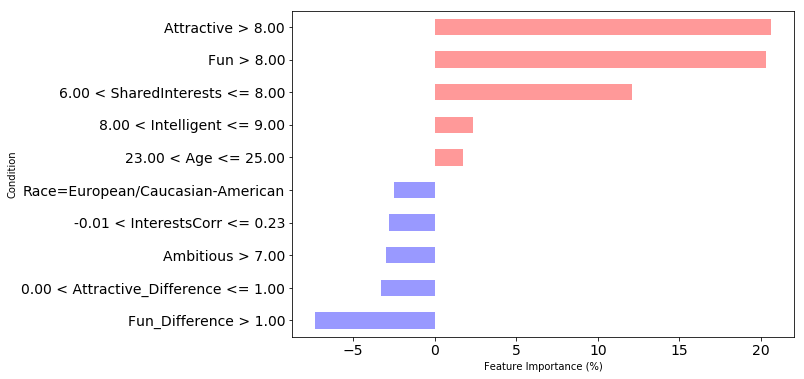 Attractive > 8.00
Fun > 8.00
6.00 < SharedInterests <= 8.00
8.00 < Intelligent <= 9.00
23.00 < Age <= 25.00
Race=European/Caucasian-American
-0.01 < InterestsCorr <= 0.23
Ambitious > 7.00
0.00 < Attractive_Difference <= 1.00
Fun_Difference > 1.00
Condition
−5 0 5 10 15 20
Feature Importance (%)